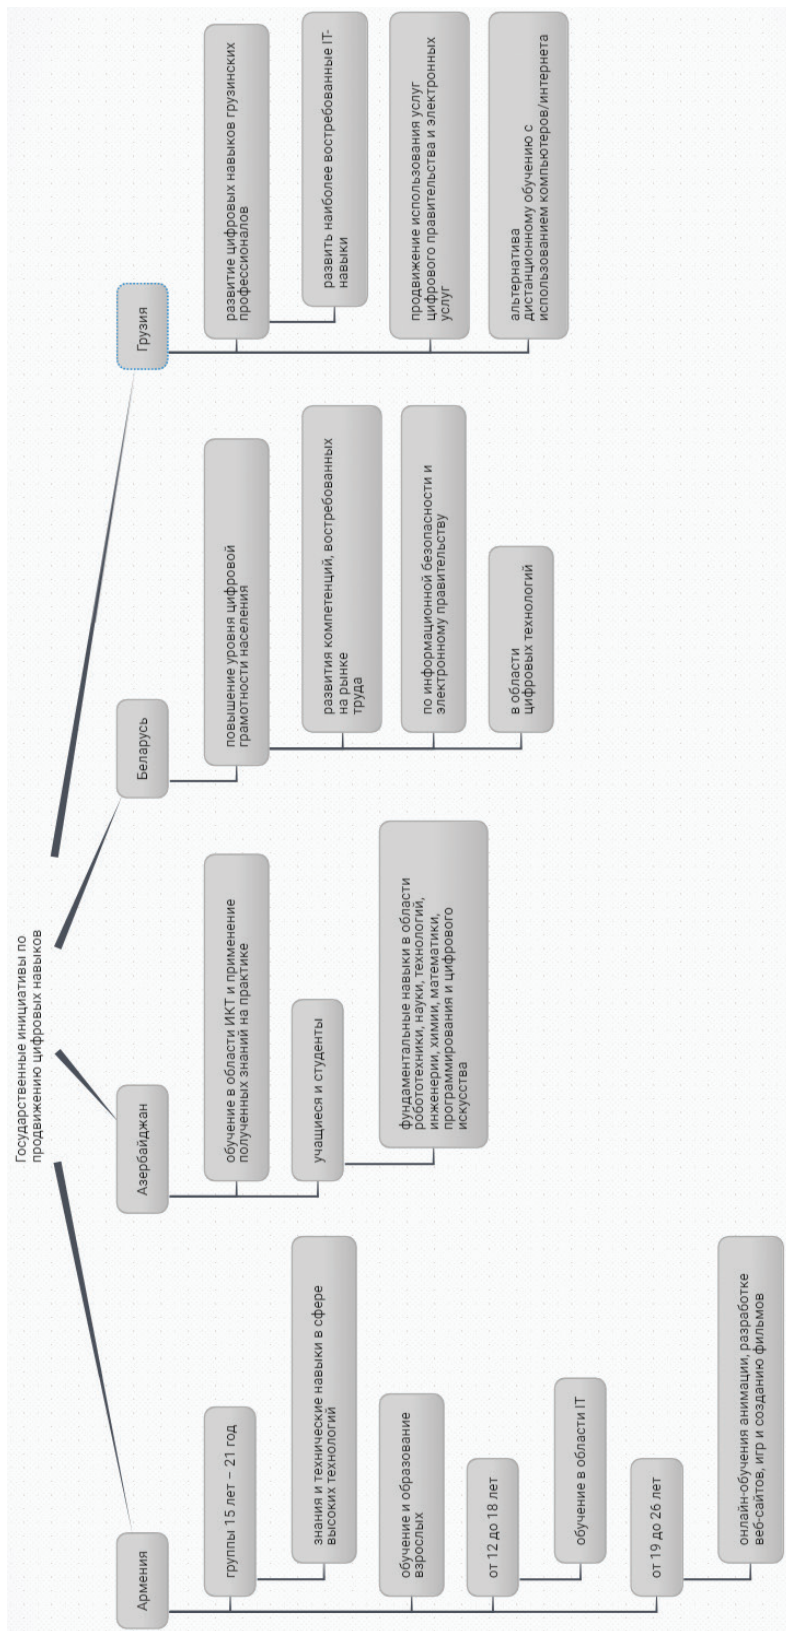 Государственные инициативы по
продвижению цифровых навыков
Армения
группы 15 лет – 21 год
знания и технические навыки в сфере
высоких технологий
обучение и образование
взрослых
от 12 до 18 лет
обучение в области IT
от 19 до 26 лет
онлайн-обучения анимации, разработке
веб-сайтов, игр и созданию фильмов
Азербайджан
обучение в области ИКТ и применение
полученных знаний на практике
учащиеся и студенты
фундаментальные навыки в области
робототехники, науки, технологий,
инженерии, химии, математики,
программирования и цифрового
искусства
Беларусь
повышение уровня цифровой
грамотности населения
развития компетенций, востребованных
на рынке
труда
по информационной безопасности и
электронному правительству
в области
цифровых технологий
Грузия
развитие цифровых навыков грузинских
профессионалов
развить наиболее востребованные IT-
навыки
продвижение использования услуг
цифрового правительства и электронных
услуг
альтернатива
дистанционному обучению с
использованием компьютеров/интернета